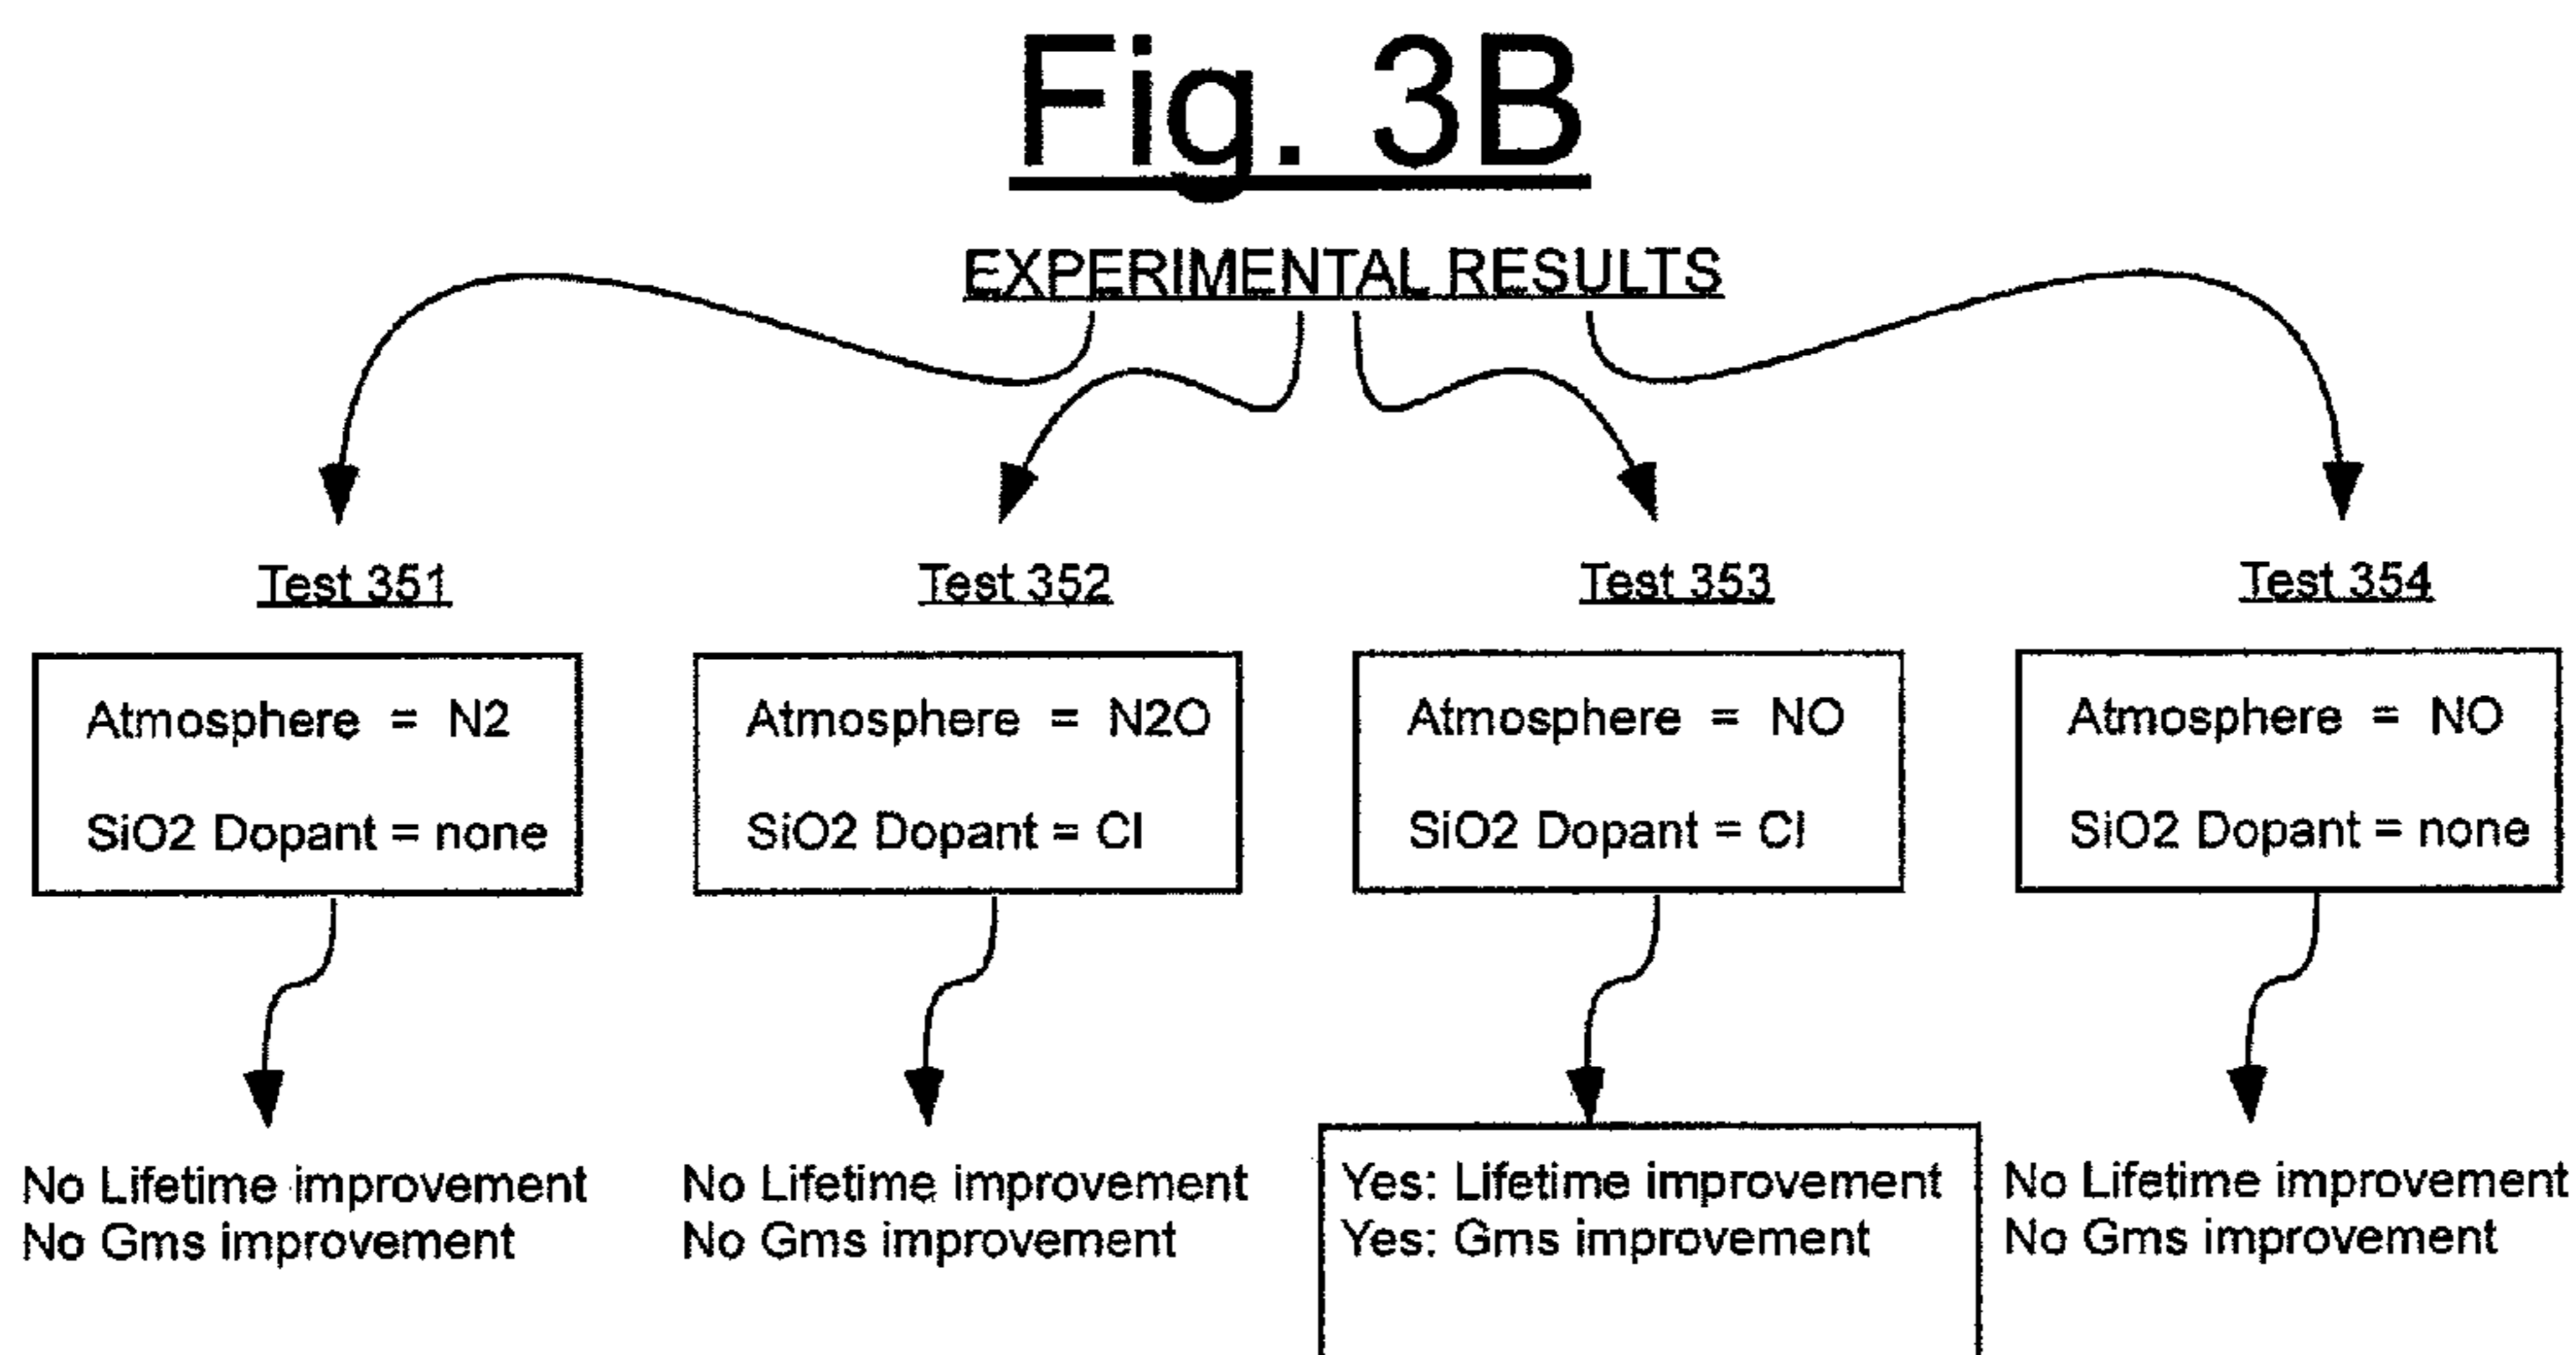 Fig. 3B
EXPERIMENTAL RESULTS
Test 351
Atmosphere = N2
SiO2 Dopant = none
No Lifetime improvement
No Gms improvement
Test 352
Atmosphere = N2O
SiO2 Dopant = Cl
No Lifetime improvement
No Gms improvement
Test 353
Atmosphere = NO
SiO2 Dopant = Cl
Yes: Lifetime improvement
Yes: Gms improvement
Test 354
Atmosphere = NO
SiO2 Dopant = none
No Lifetime improvement
No Gms improvement